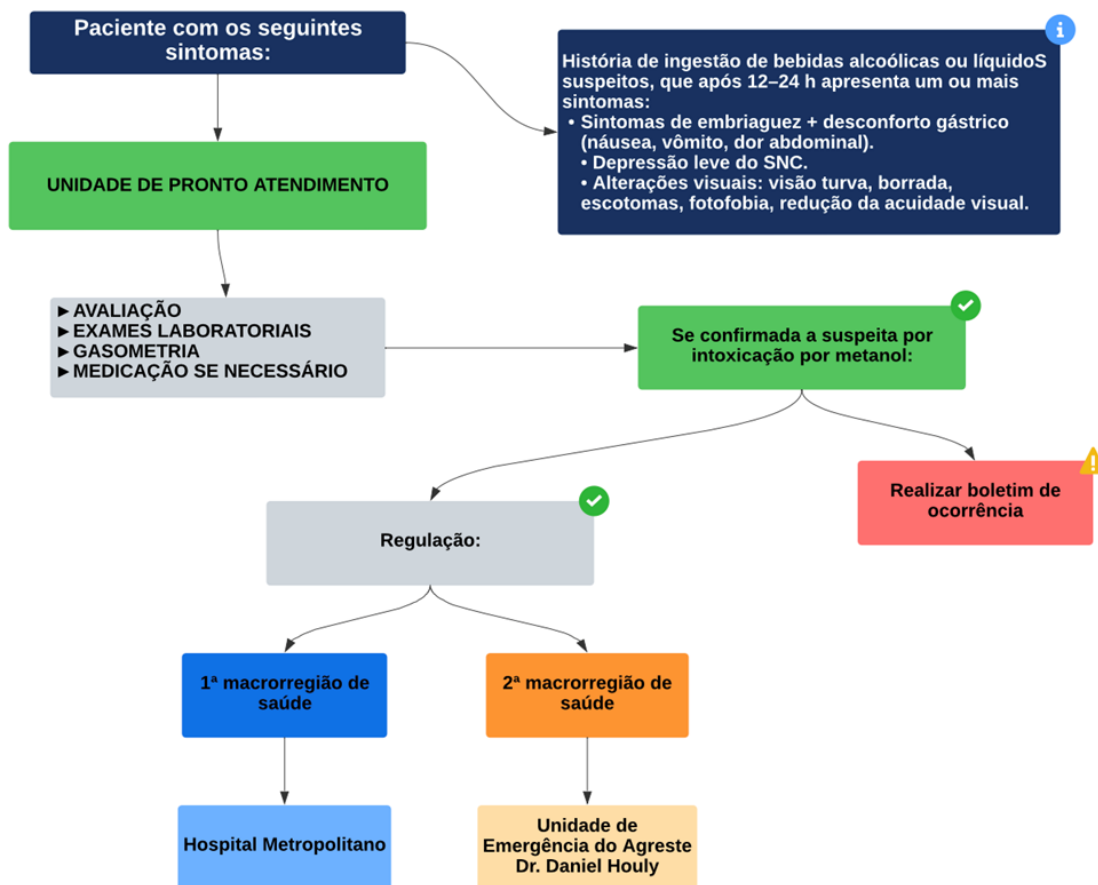 Paciente com os seguintes
sintomas:
História de ingestão de bebidas alcoólicas ou líquidoS
suspeitos, que após 12–24 h apresenta um ou mais
sintomas:
• Sintomas de embriaguez + desconforto gástrico
(náusea, vômito, dor abdominal).
• Depressão leve do SNC.
• Alterações visuais: visão turva, borrada,
escotomas, fotofobia, redução da acuidade visual.
UNIDADE DE PRONTO ATENDIMENTO
►AVALIAÇÃO
►EXAMES LABORATORIAIS
►GASOMETRIA
►MEDICAÇÃO SE NECESSÁRIO
Se confirmada a suspeita por
intoxicação por metanol:
Realizar boletim de
ocorrência
Regulação:
1ª macrorregião de
saúde
2ª macrorregião de
saúde
Hospital Metropolitano
Unidade de
Emergência do Agreste
Dr. Daniel Houly